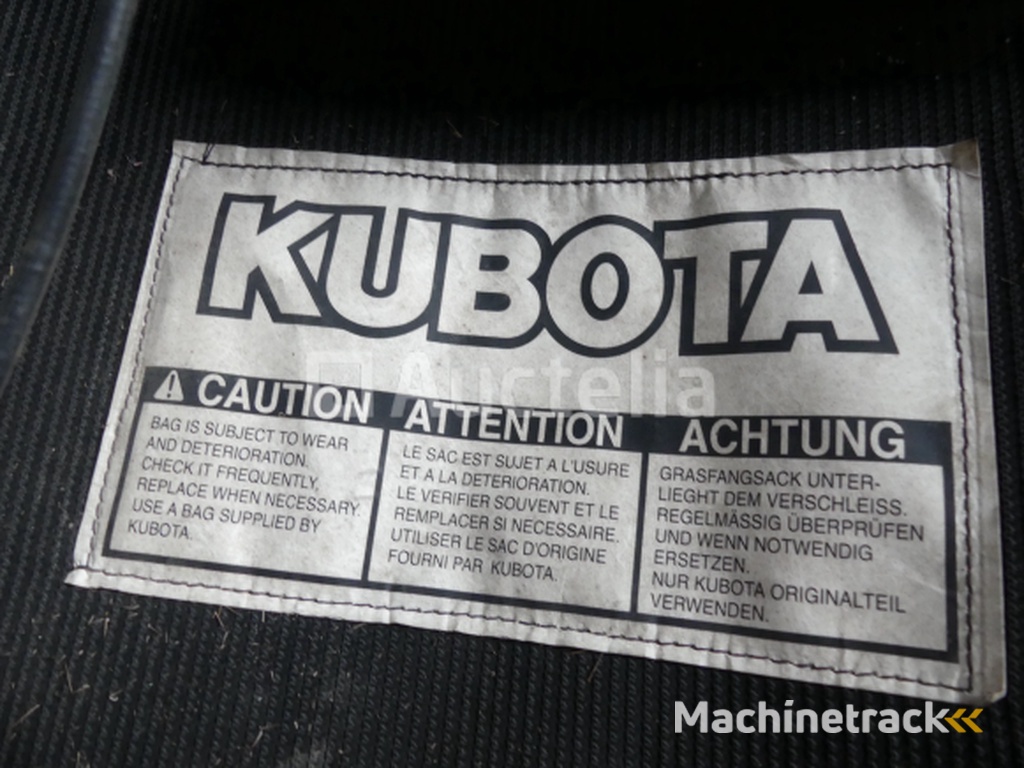 KUBOTA
CAUTION
BAG IS SUBJECT TO WEAR
AND DETERIORATION.
CHECK IT FREQUENTLY,
REPLACE WHEN NECESSARY.
USE A BAG SUPPLIED BY
KUBOTA.
ATTENTION
LE SAC EST SUJET A L'USURE
ET A LA DETERIORATION.
LE VERIFIER SOUVENT ET LE
REMPLACER SI NECESSAIRE.
UTILISER LE SAC D'ORIGINE
FOURNI PAR KUBOTA.
ACHTUNG
GRASFANGSACK UNTER-
LIEGHT DEM VERSCHLEISS.
REGELMÄSSIG ÜBERPRÜFEN
UND WENN NOTWENDIG
ERSETZEN.
NUR KUBOTA ORIGINALTEIL
VERWENDEN.
Auctelia
Machinetrack